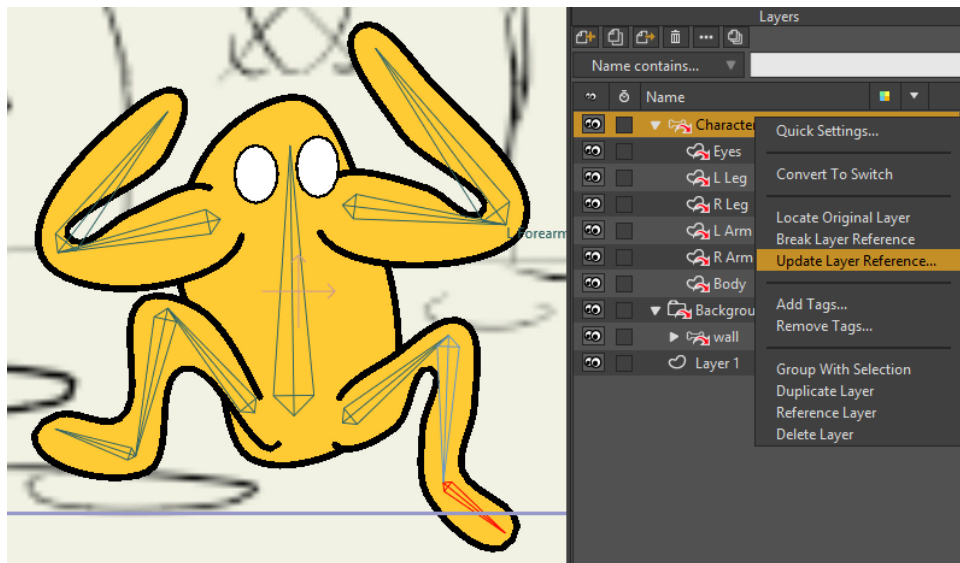 Layers
Name contains...
Name
Character
Eyes
L Leg
R Leg
L Arm
R Arm
Body
Backgrou
wall
Layer 1
Quick Settings...
Convert To Switch
Locate Original Layer
Break Layer Reference
Update Layer Reference...
Add Tags...
Remove Tags...
Group With Selection
Duplicate Layer
Reference Layer
Delete Layer
L Forearm